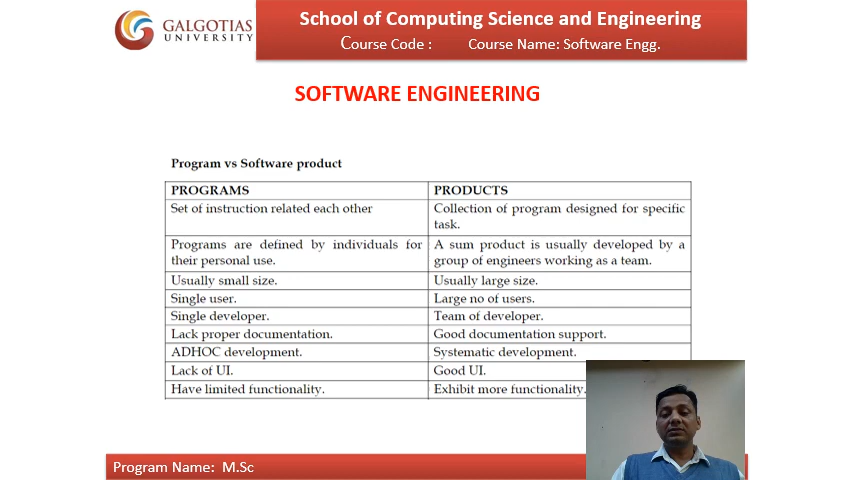 GALGOTIAS
UNIVERSITY
School of Computing Science and Engineering
Course Code : Course Name: Software Engg.
SOFTWARE ENGINEERING
Program vs Software product
PROGRAMS PRODUCTS
Set of instruction related each other Collection of program designed for specific
task.
Programs are defined by individuals for A sum product is usually developed by a
their personal use. group of engineers working as a team.
Usually small size. Usually large size.
Single user. Large no of users.
Single developer. Team of developer.
Lack proper documentation. Good documentation support.
ADHOC development. Systematic development.
Lack of UI. Good UI.
Have limited functionality. Exhibit more functionality.
Program Name: M.Sc